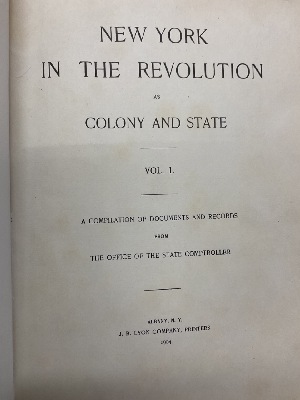 NEW YORK
IN THE REVOLUTION
AS
COLONY AND STATE
VOL I.
A COMPILATION OF DOCUMENTS AND RECORDS
FROM
THE OFFICE OF THE STATE COMPTROLLER
ALBANY, N. Y.
J. B. LYON COMPANY, PRINTERS
1904